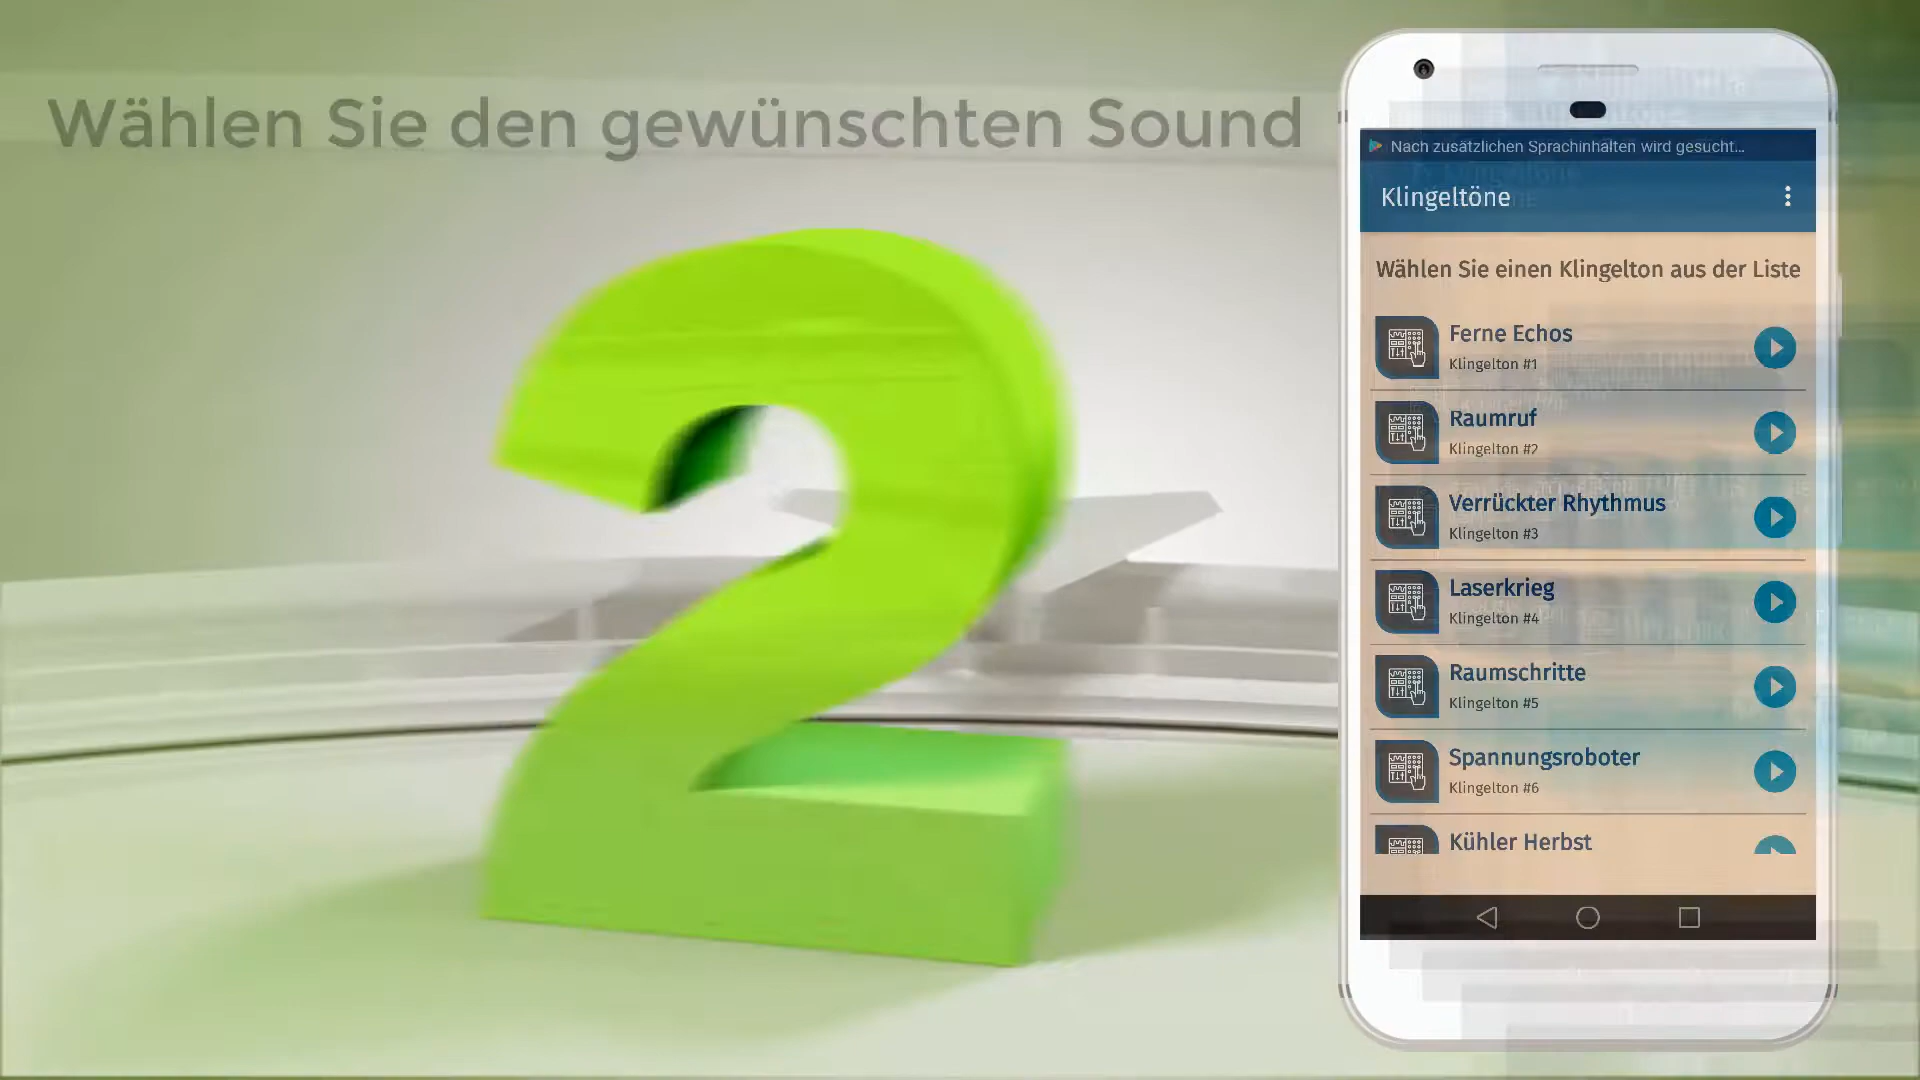 Wählen Sie den gewünschten Sound
2
Nach zusätzlichen Sprachinhalten wird gesucht...
Klingeltöne
Wählen Sie einen Klingelton aus der Liste
Ferne Echos
Klingelton #1
Raumruf
Klingelton #2
Verrückter Rhythmus
Klingelton #3
Laserkrieg
Klingelton #4
Raumschritte
Klingelton #5
Spannungsroboter
Klingelton #6
Kühler Herbst